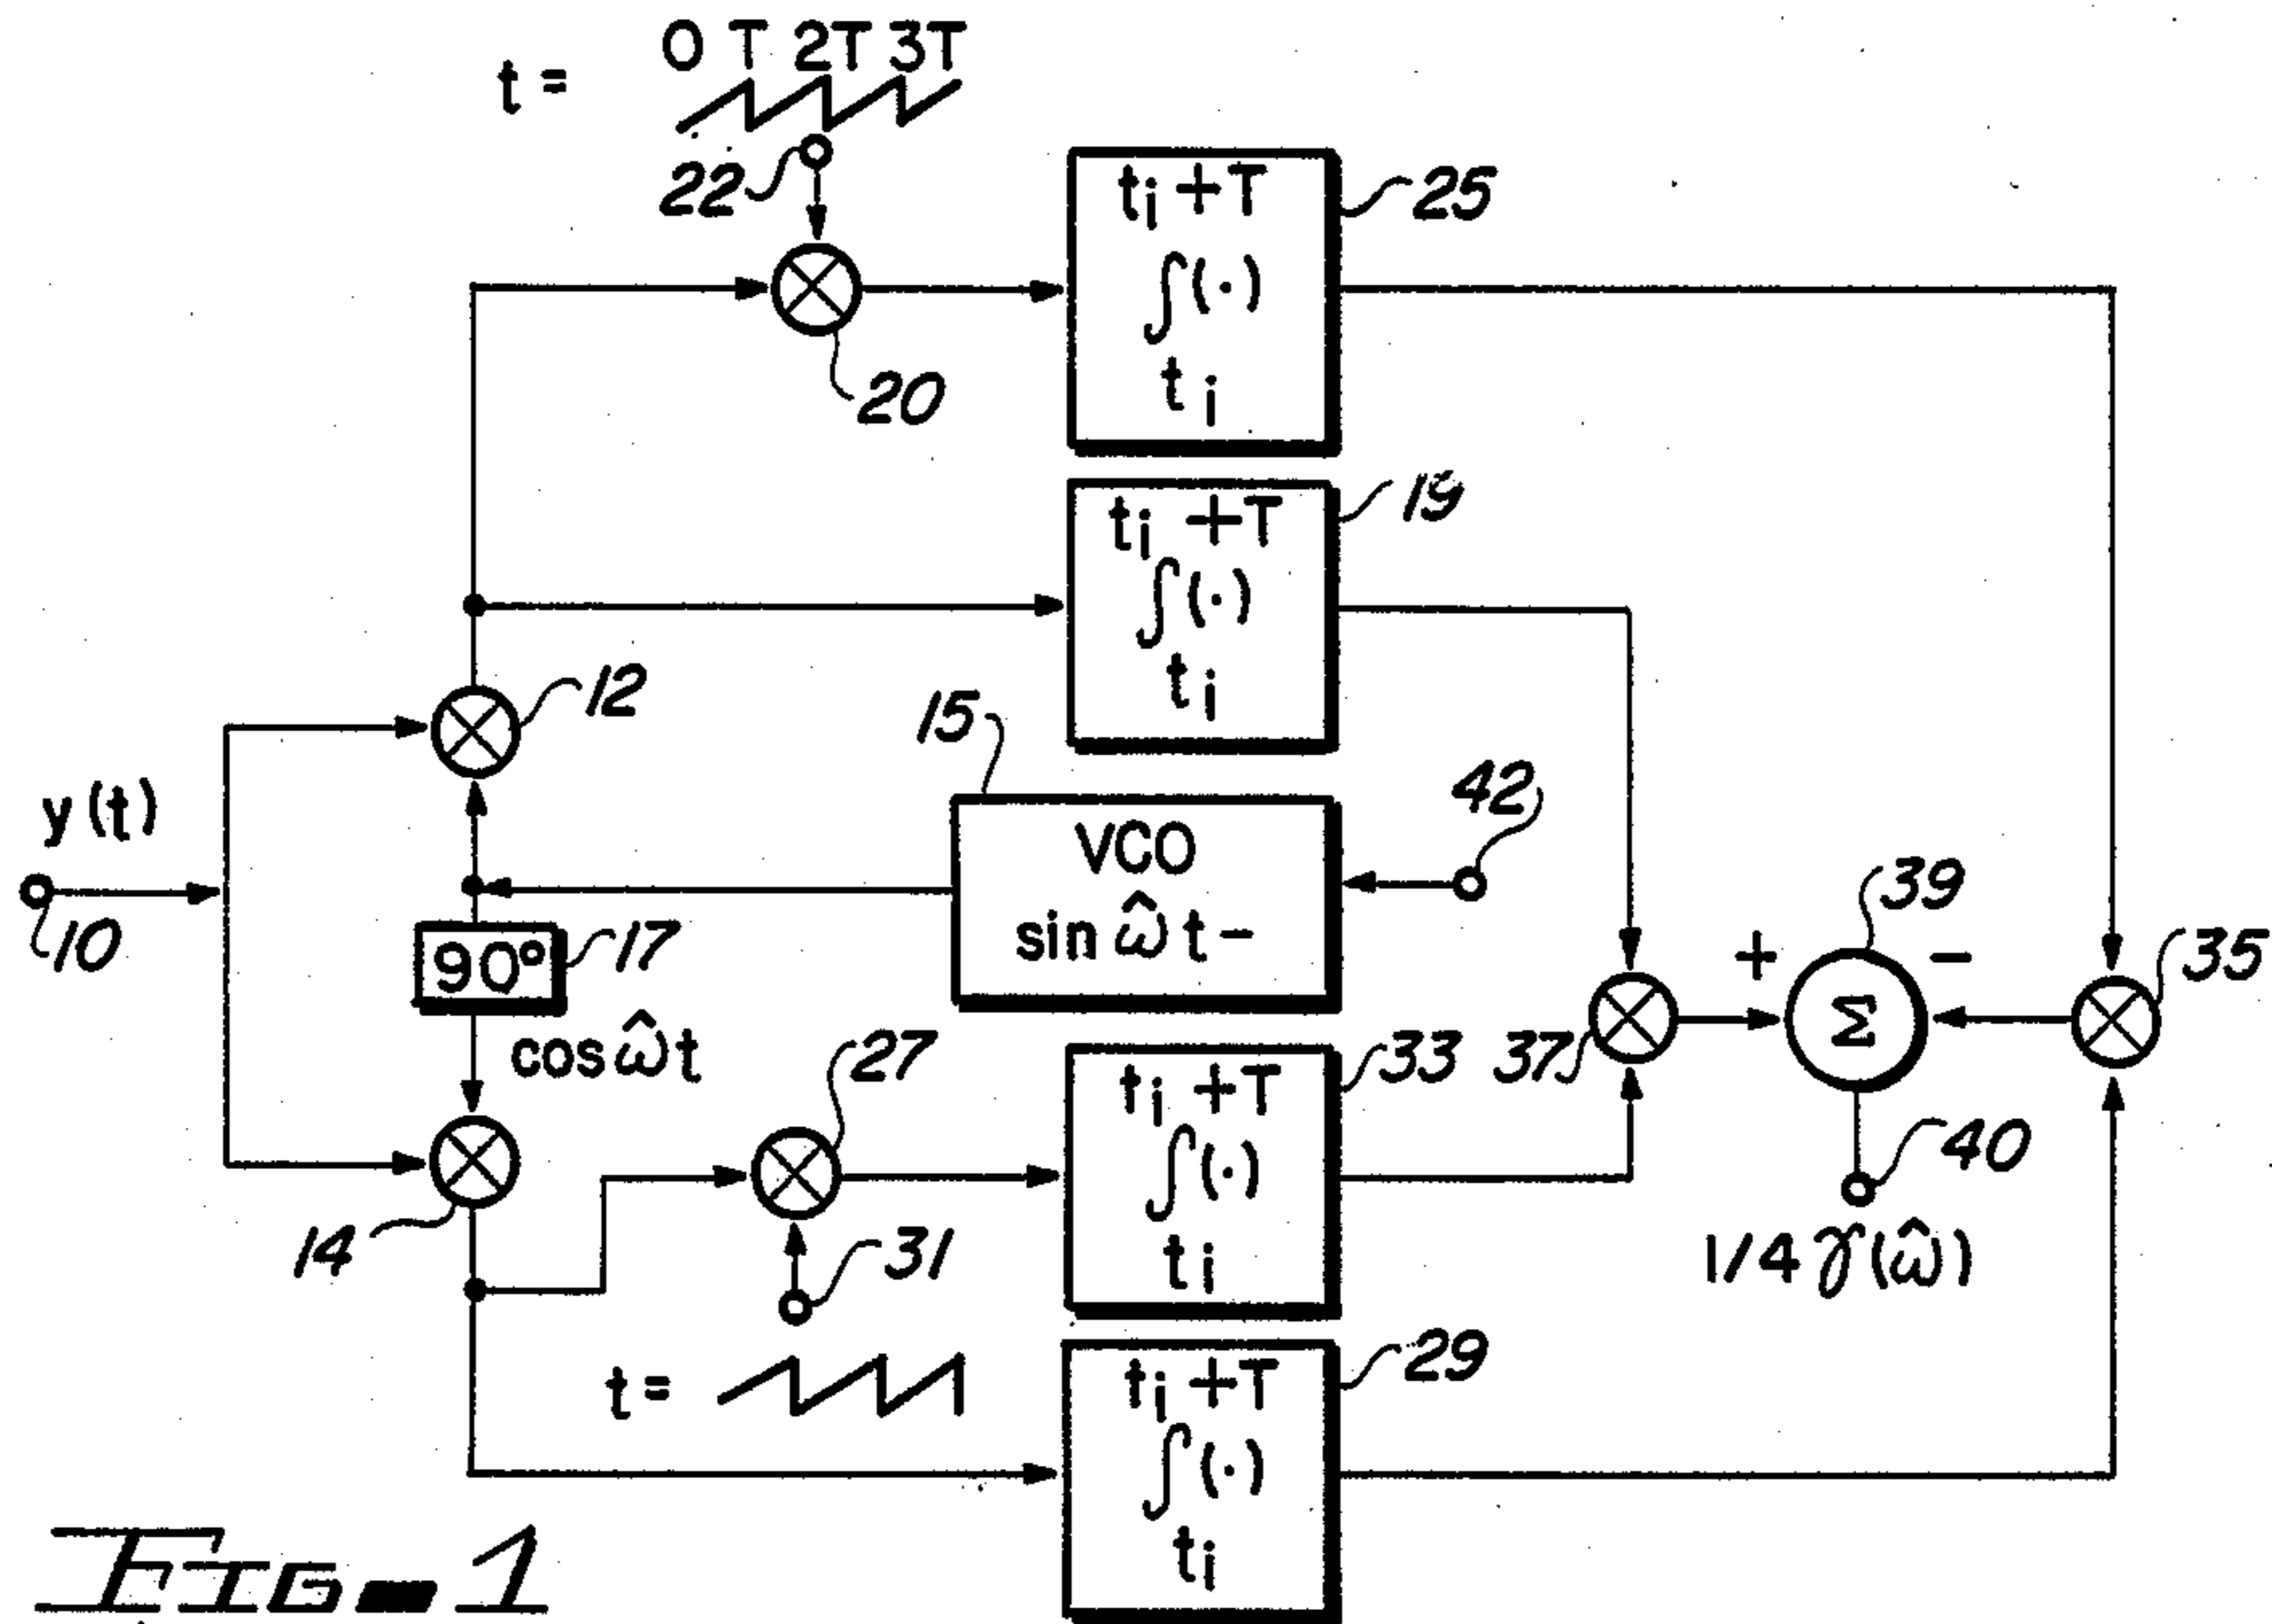 0 T 2T 3T
t =
22
t_i + T
∫(·)
t_i
25
20
t_i + T
∫(·)
t_i
19
12
15
42
y(t)
VCO
sin ω̂ t -
10
90°
17
cos ω̂ t
39
+
Σ
-
35
27
t_i + T
∫(·)
t_i
33
37
14
31
40
1/4 γ(ω̂)
t =
t_i + T
∫(·)
t_i
29
FIG-1